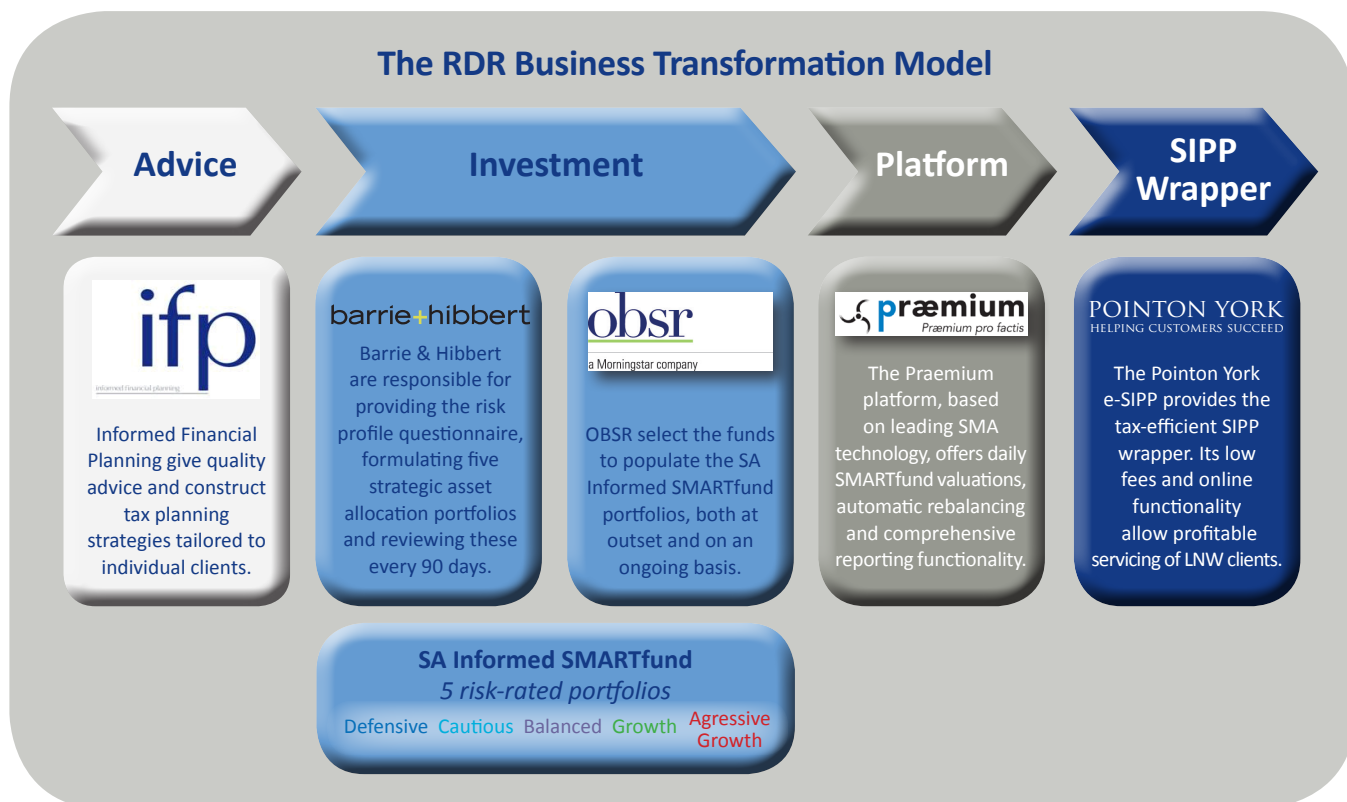 The RDR Business Transformation Model
Advice
Investment
Platform
SIPP
Wrapper
ifp
informed financial planning
Informed Financial
Planning give quality
advice and construct
tax planning
strategies tailored to
individual clients.
barrie+hibbert
Barrie & Hibbert
are responsible for
providing the risk
profile questionnaire,
formulating five
strategic asset
allocation portfolios
and reviewing these
every 90 days.
obsr
a Morningstar company
OBSR select the funds
to populate the SA
Informed SMARTfund
portfolios, both at
outset and on an
ongoing basis.
præmium
Præmium pro factis
The Praemium
platform, based
on leading SMA
technology, offers daily
SMARTfund valuations,
automatic rebalancing
and comprehensive
reporting functionality.
POINTON YORK
HELPING CUSTOMERS SUCCEED
The Pointon York
e-SIPP provides the
tax-efficient SIPP
wrapper. Its low
fees and online
functionality
allow profitable
servicing of LNW clients.
SA Informed SMARTfund
5 risk-rated portfolios
Defensive Cautious Balanced Growth Agressive
Growth